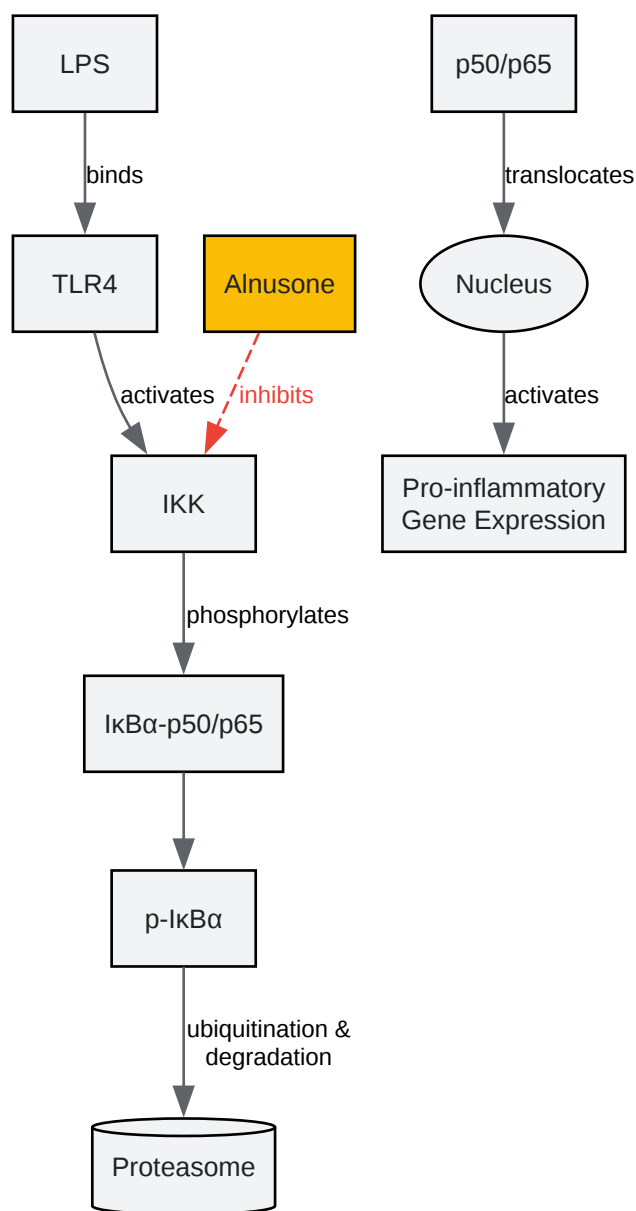 LPS
p50/p65
binds
translocates
TLR4
Alnusone
Nucleus
activates
inhibits
activates
IKK
Pro-inflammatory
Gene Expression
phosphorylates
IκBα-p50/p65
p-IκBα
ubiquitination &
degradation
Proteasome